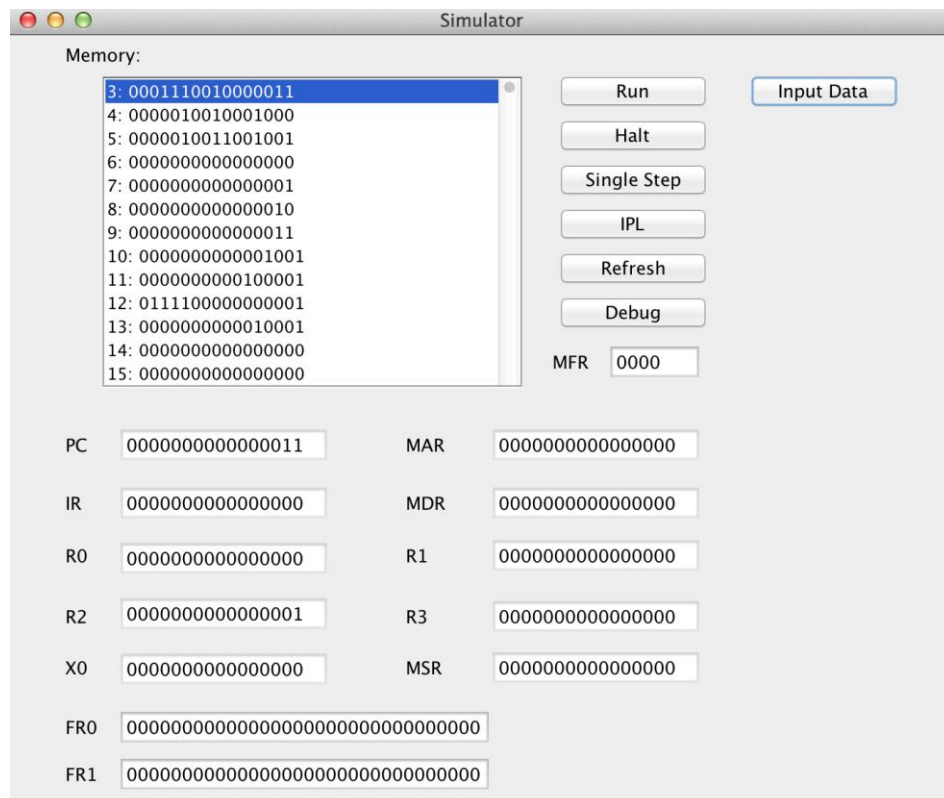 Simulator
Memory:
3: 0001110010000011
4: 0000010010001000
5: 0000010011001001
6: 0000000000000000
7: 0000000000000001
8: 0000000000000010
9: 0000000000000011
10: 0000000000001001
11: 0000000000100001
12: 0111100000000001
13: 0000000000010001
14: 0000000000000000
15: 0000000000000000
Run
Input Data
Halt
Single Step
IPL
Refresh
Debug
MFR 0000
PC 0000000000000011 MAR 0000000000000000
IR 0000000000000000 MDR 0000000000000000
R0 0000000000000000 R1 0000000000000000
R2 0000000000000001 R3 0000000000000000
X0 0000000000000000 MSR 0000000000000000
FR0 00000000000000000000000000000000
FR1 00000000000000000000000000000000